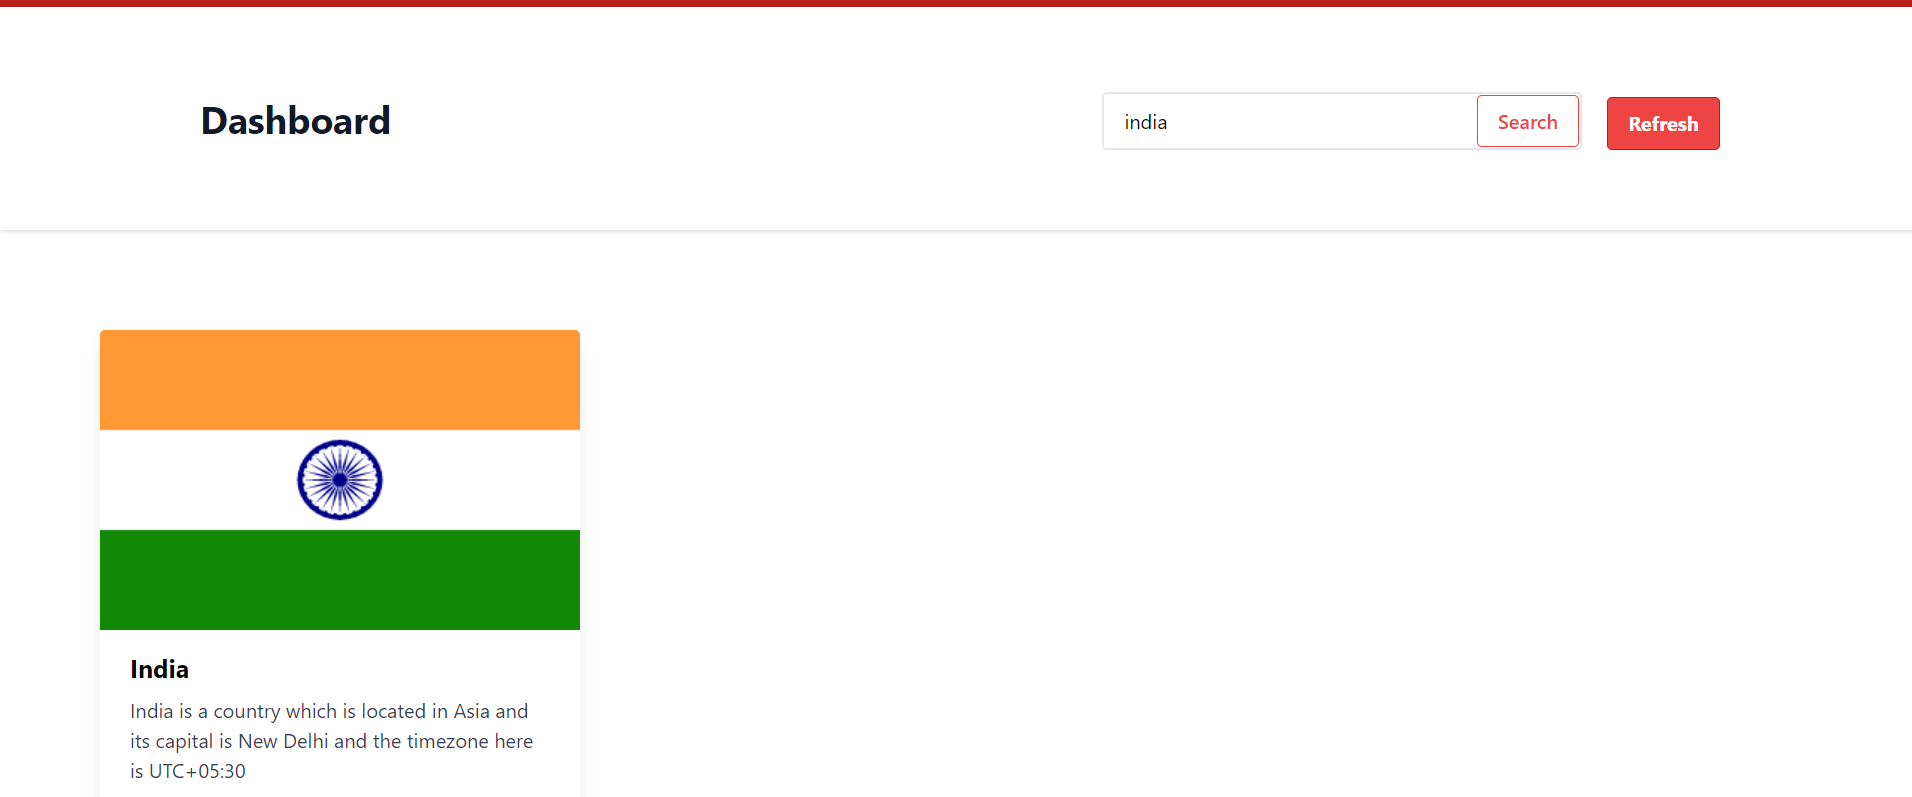 Dashboard
india
Search
Refresh
India
India is a country which is located in Asia and
its capital is New Delhi and the timezone here
is UTC+05:30